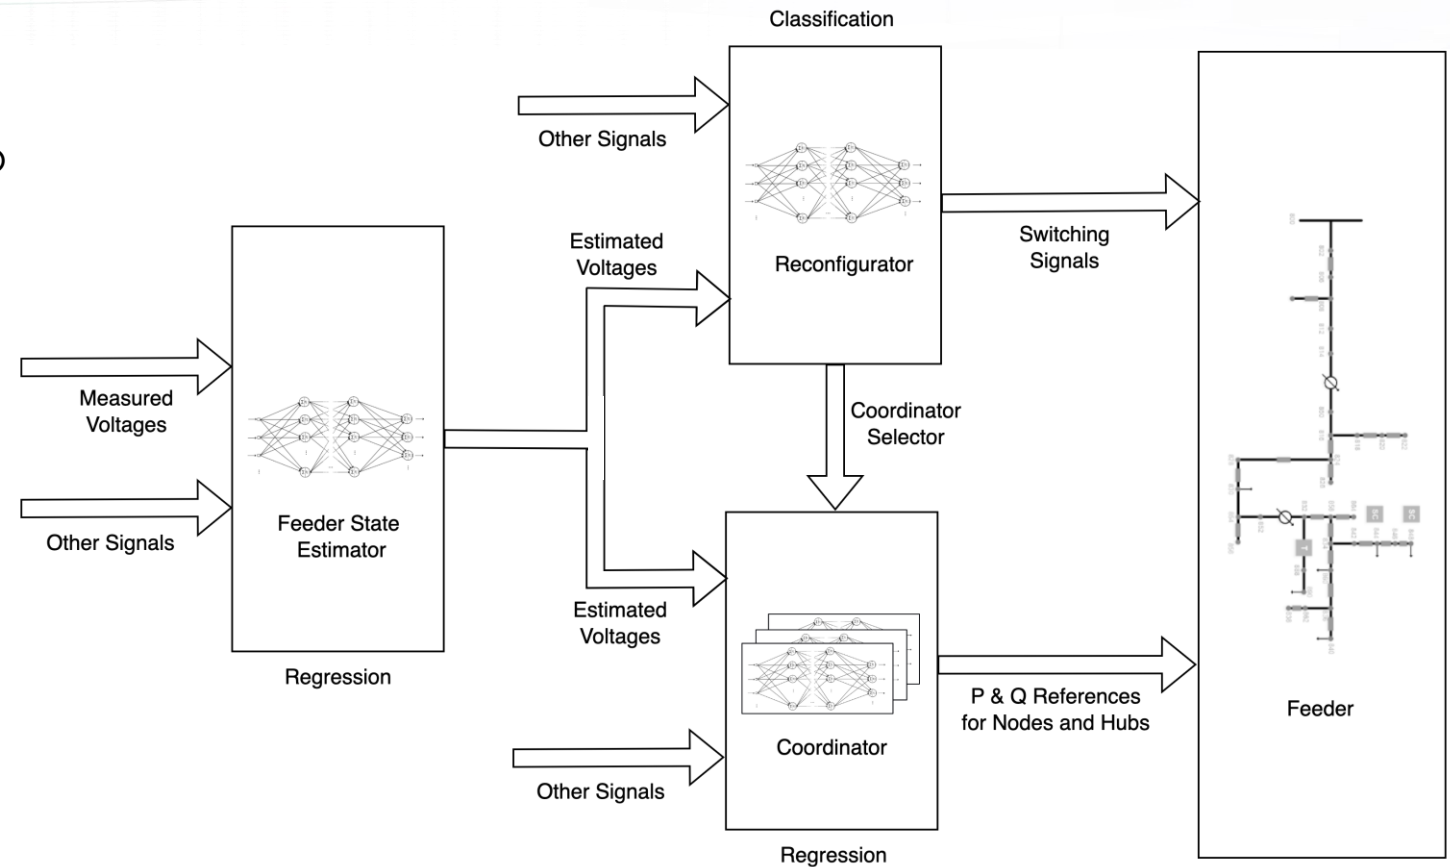 Classification
Other Signals
Reconfigurator
Estimated
Voltages
Switching
Signals
Measured
Voltages
Other Signals
Feeder State
Estimator
Regression
Coordinator
Selector
Estimated
Voltages
Other Signals
Coordinator
Regression
P & Q References
for Nodes and Hubs
Feeder